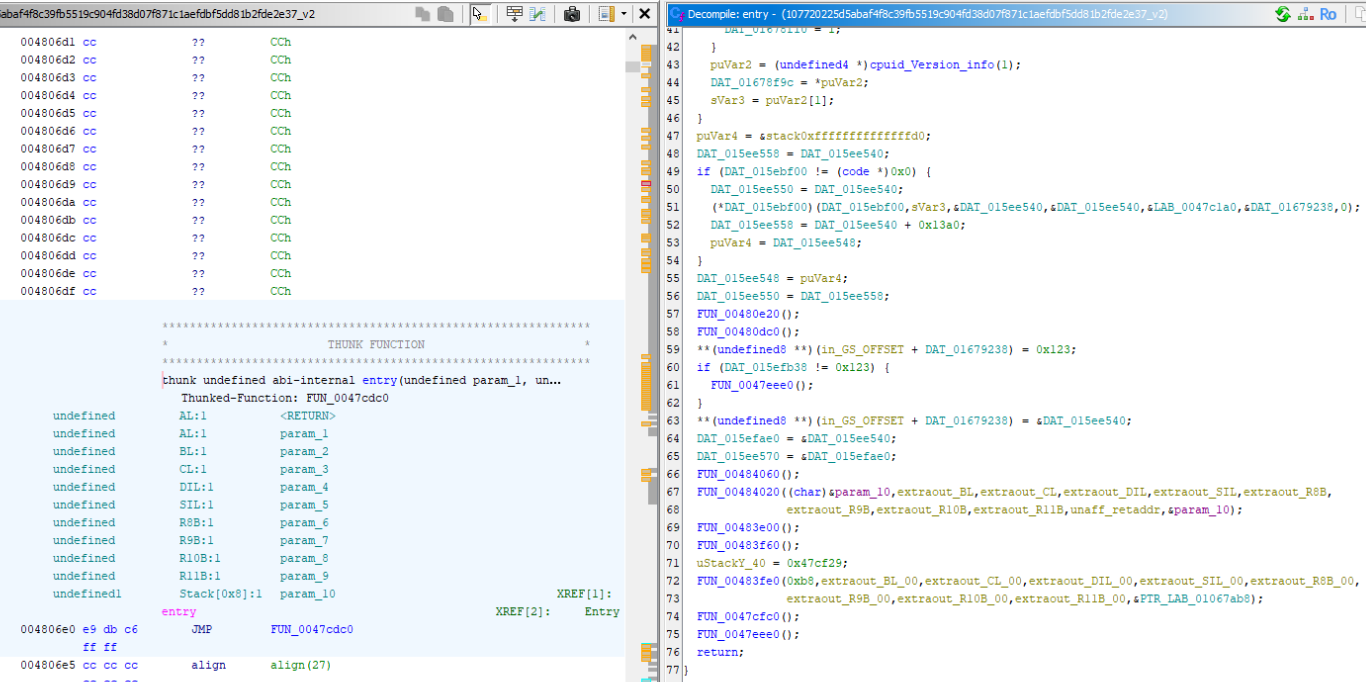 5abaf4f8c39fb5519c904fd38d07f871c1aefdbf5dd81b2fde2e37_v2
004806d1 cc ?? CCh
004806d2 cc ?? CCh
004806d3 cc ?? CCh
004806d4 cc ?? CCh
004806d5 cc ?? CCh
004806d6 cc ?? CCh
004806d7 cc ?? CCh
004806d8 cc ?? CCh
004806d9 cc ?? CCh
004806da cc ?? CCh
004806db cc ?? CCh
004806dc cc ?? CCh
004806dd cc ?? CCh
004806de cc ?? CCh
004806df cc ?? CCh
**************************************************************
* THUNK FUNCTION *
**************************************************************
thunk undefined abi-internal entry(undefined param_1, un...
Thunked-Function: FUN_0047cdc0
undefined AL:1 <RETURN>
undefined AL:1 param_1
undefined BL:1 param_2
undefined CL:1 param_3
undefined DIL:1 param_4
undefined SIL:1 param_5
undefined R8B:1 param_6
undefined R9B:1 param_7
undefined R10B:1 param_8
undefined R11B:1 param_9
undefined1 Stack[0x8]:1 param_10 XREF[1]:
entry XREF[2]: Entry
004806e0 e9 db c6 JMP FUN_0047cdc0
ff ff
004806e5 cc cc cc align align(27)
Decompile: entry - (107720225d5abaf4f8c39fb5519c904fd38d07f871c1aefdbf5dd81b2fde2e37_v2)
Ro
41 DAT_01678f10 = 1;
42 }
43 puVar2 = (undefined4 *)cpuid_Version_info(1);
44 DAT_01678f9c = *puVar2;
45 sVar3 = puVar2[1];
46 }
47 puVar4 = &stack0xffffffffffffffd0;
48 DAT_015ee558 = DAT_015ee540;
49 if (DAT_015ebf00 != (code *)0x0) {
50 DAT_015ee550 = DAT_015ee540;
51 (*DAT_015ebf00)(DAT_015ebf00,sVar3,&DAT_015ee540,&DAT_015ee540,&LAB_0047c1a0,&DAT_01679238,0);
52 DAT_015ee558 = DAT_015ee540 + 0x13a0;
53 puVar4 = DAT_015ee548;
54 }
55 DAT_015ee548 = puVar4;
56 DAT_015ee550 = DAT_015ee558;
57 FUN_00480e20();
58 FUN_00480dc0();
59 **(undefined8 **)(in_GS_OFFSET + DAT_01679238) = 0x123;
60 if (DAT_015efb38 != 0x123) {
61 FUN_0047eee0();
62 }
63 **(undefined8 **)(in_GS_OFFSET + DAT_01679238) = &DAT_015ee540;
64 DAT_015efae0 = &DAT_015ee540;
65 DAT_015ee570 = &DAT_015efae0;
66 FUN_00484060();
67 FUN_00484020((char)&param_10,extraout_BL,extraout_CL,extraout_DIL,extraout_SIL,extraout_R8B,
68 extraout_R9B,extraout_R10B,extraout_R11B,unaff_retaddr,&param_10);
69 FUN_00483e00();
70 FUN_00483f60();
71 uStackY_40 = 0x47cf29;
72 FUN_00483fe0(0xb8,extraout_BL_00,extraout_CL_00,extraout_DIL_00,extraout_SIL_00,extraout_R8B_00,
73 extraout_R9B_00,extraout_R10B_00,extraout_R11B_00,&PTR_LAB_01067ab8);
74 FUN_0047cfc0();
75 FUN_0047eee0();
76 return;
77 }